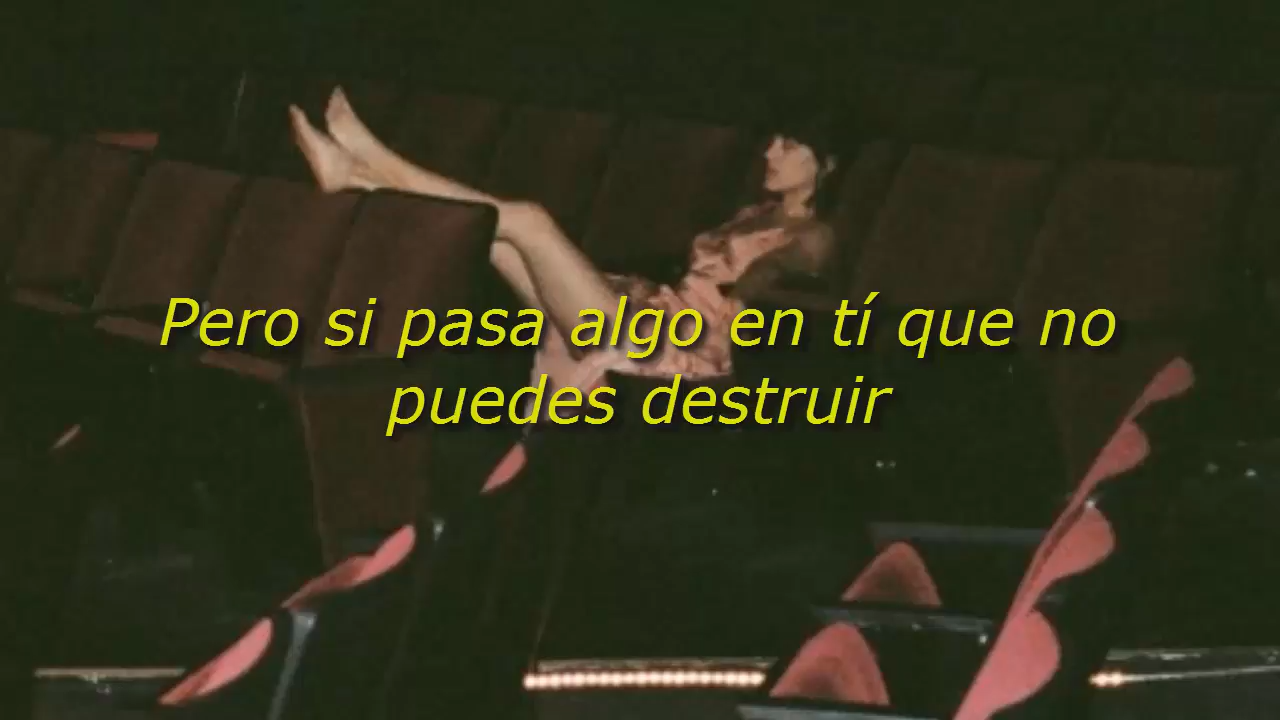 Pero si pasa algo en tí que no
puedes destruir